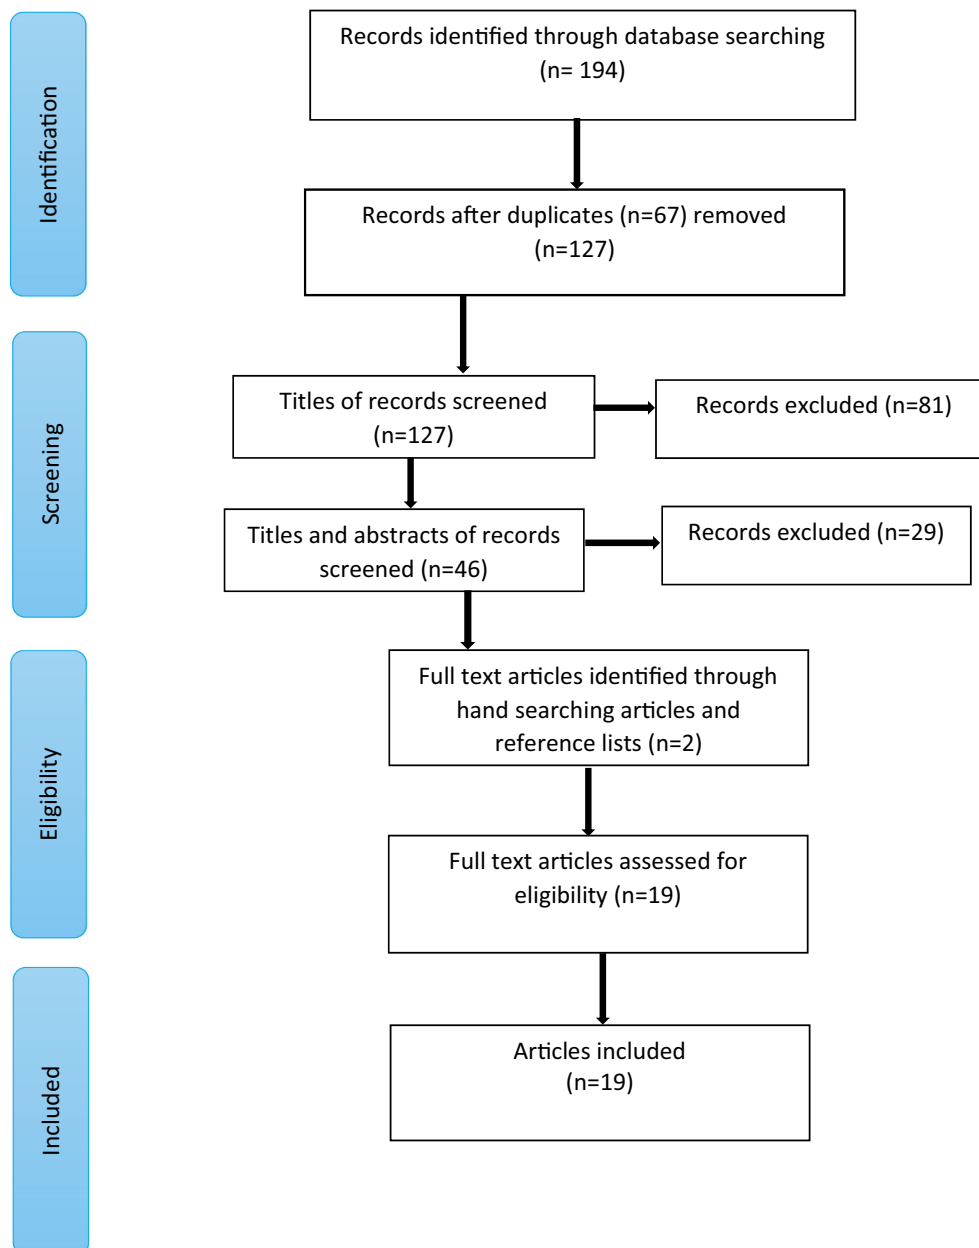 Identification
Records identified through database searching
(n= 194)
Records after duplicates (n=67) removed
(n=127)
Screening
Titles of records screened
(n=127)
Records excluded (n=81)
Titles and abstracts of records
screened (n=46)
Records excluded (n=29)
Eligibility
Full text articles identified through
hand searching articles and
reference lists (n=2)
Full text articles assessed for
eligibility (n=19)
Included
Articles included
(n=19)